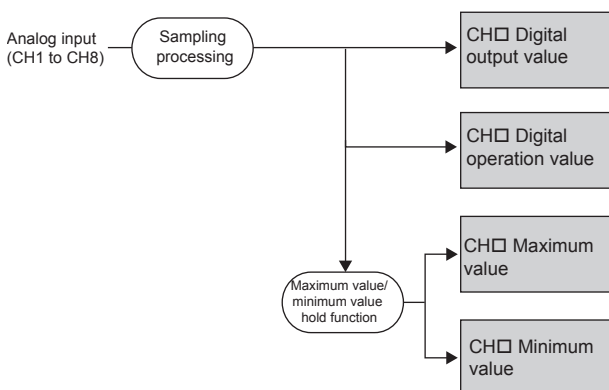 Analog input
(CH1 to CH8)
Sampling
processing
CH□ Digital
output value
CH□ Digital
operation value
CH□ Maximum
value
Maximum value/
minimum value
hold function
CH□ Minimum
value